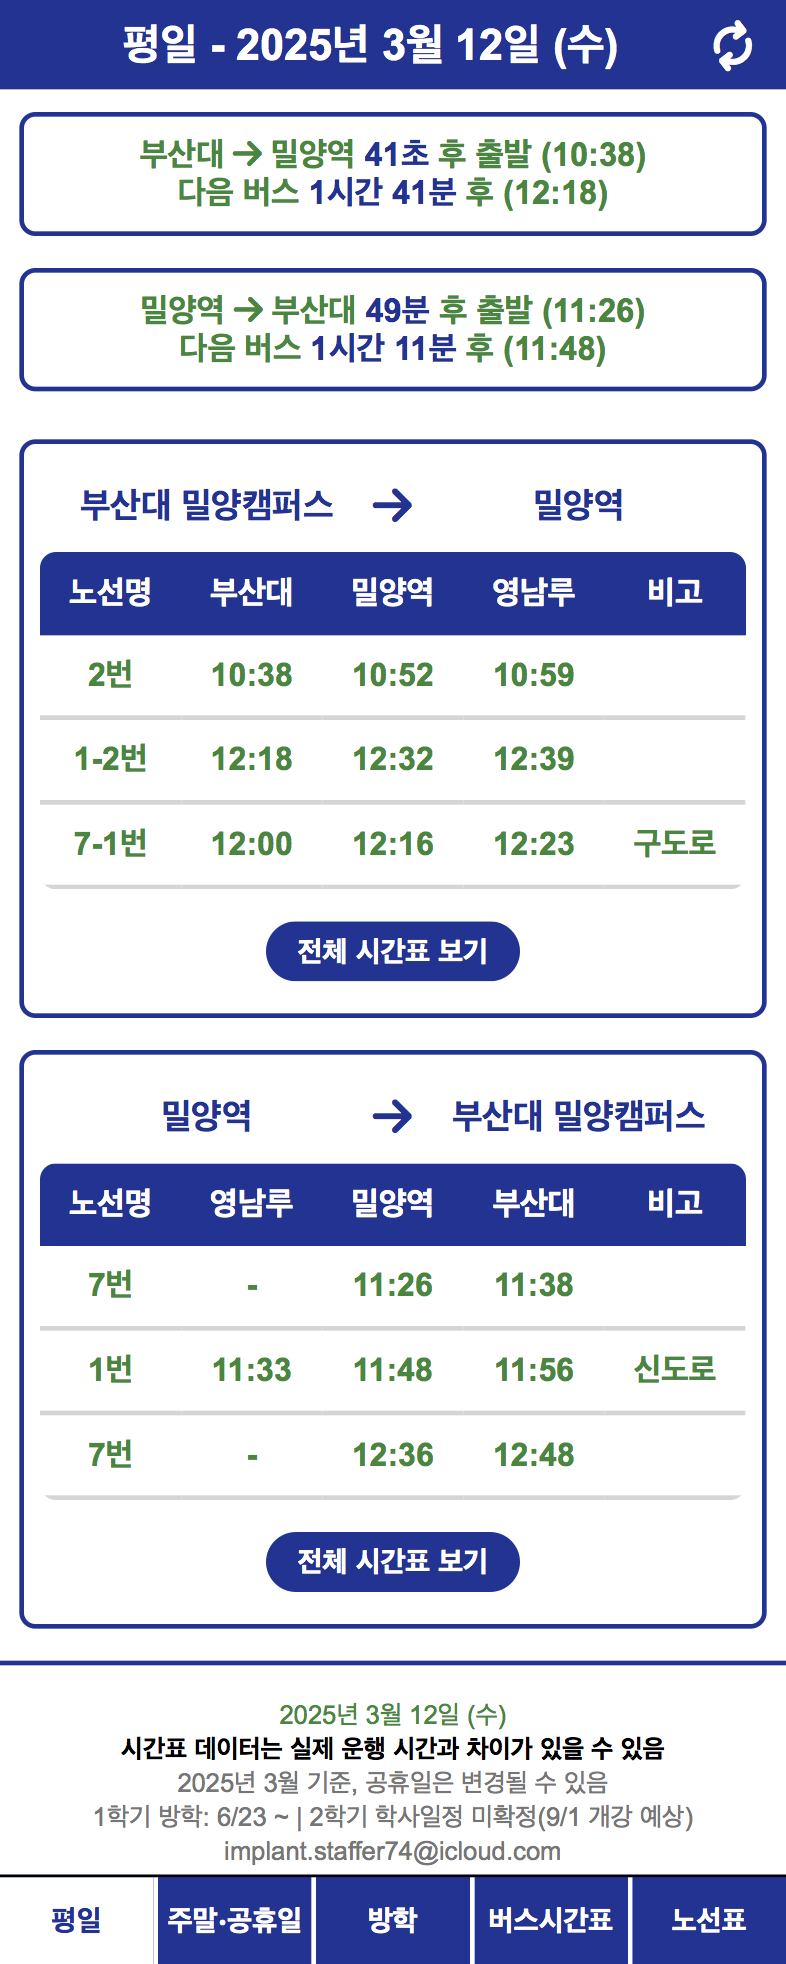 평일 - 2025년 3월 12일 (수)
부산대 → 밀양역 41초 후 출발 (10:38)
다음 버스 1시간 41분 후 (12:18)
밀양역 → 부산대 49분 후 출발 (11:26)
다음 버스 1시간 11분 후 (11:48)
부산대 밀양캠퍼스 → 밀양역
노선명 부산대 밀양역 영남루 비고
2번 10:38 10:52 10:59
1-2번 12:18 12:32 12:39
7-1번 12:00 12:16 12:23 구도로
전체 시간표 보기
밀양역 → 부산대 밀양캠퍼스
노선명 영남루 밀양역 부산대 비고
7번 - 11:26 11:38
1번 11:33 11:48 11:56 신도로
7번 - 12:36 12:48
전체 시간표 보기
2025년 3월 12일 (수)
시간표 데이터는 실제 운행 시간과 차이가 있을 수 있음
2025년 3월 기준, 공휴일은 변경될 수 있음
1학기 방학: 6/23 ~ | 2학기 학사일정 미확정(9/1 개강 예상)
implant.staffer74@icloud.com
평일 주말·공휴일 방학 버스시간표 노선표